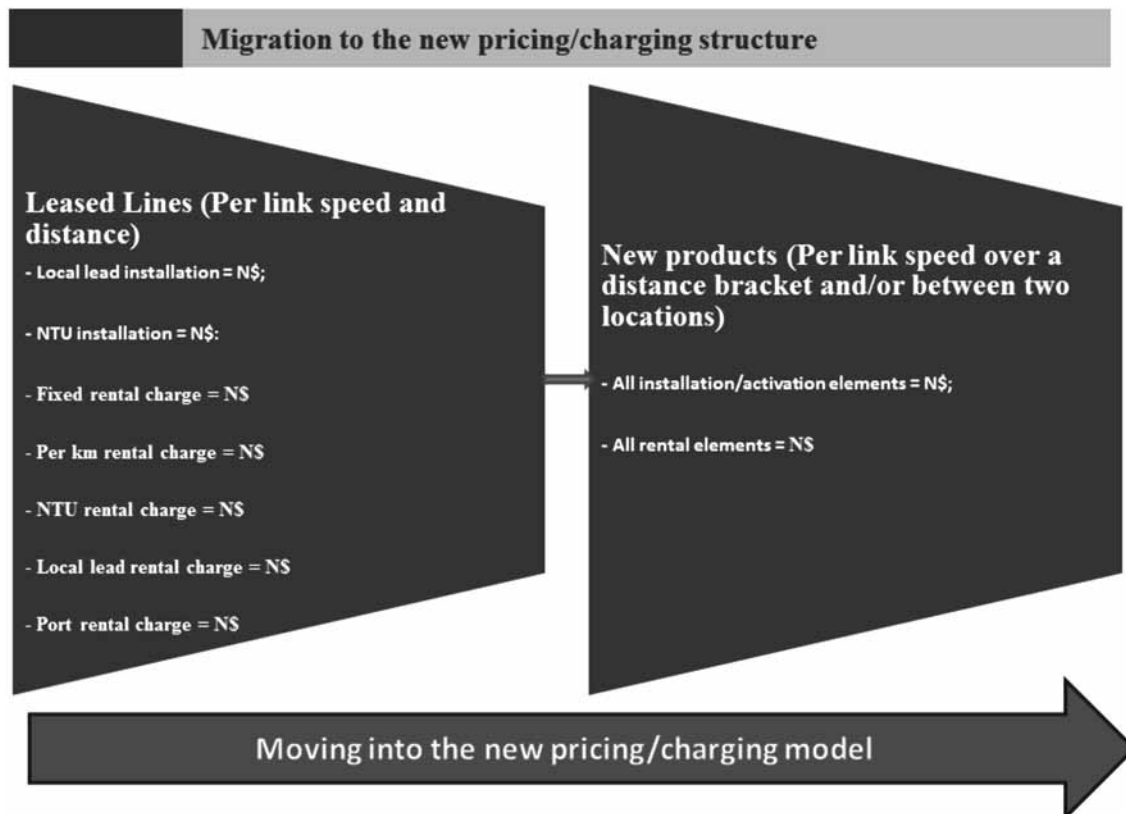 Migration to the new pricing/charging structure
Leased Lines (Per link speed and
distance)
- Local lead installation = N$;
- NTU installation = N$:
- Fixed rental charge = N$
- Per km rental charge = N$
- NTU rental charge = N$
- Local lead rental charge = N$
- Port rental charge = N$
New products (Per link speed over a
distance bracket and/or between two
locations)
- All installation/activation elements = N$;
- All rental elements = N$
Moving into the new pricing/charging model